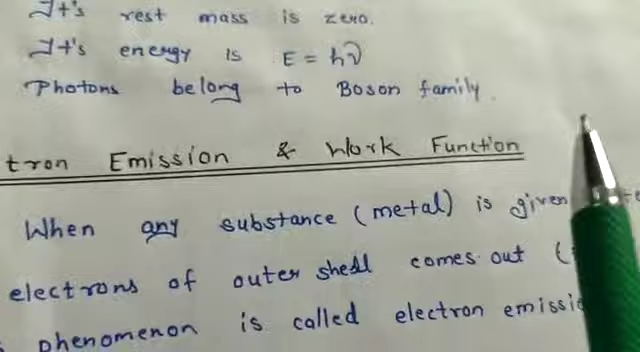 It's rest mass is zero.
It's energy is E = hν
Photons belong to Boson family.
tron Emission & Work Function
When any substance (metal) is given
electrons of outer shell comes out (
phenomenon is called electron emissio